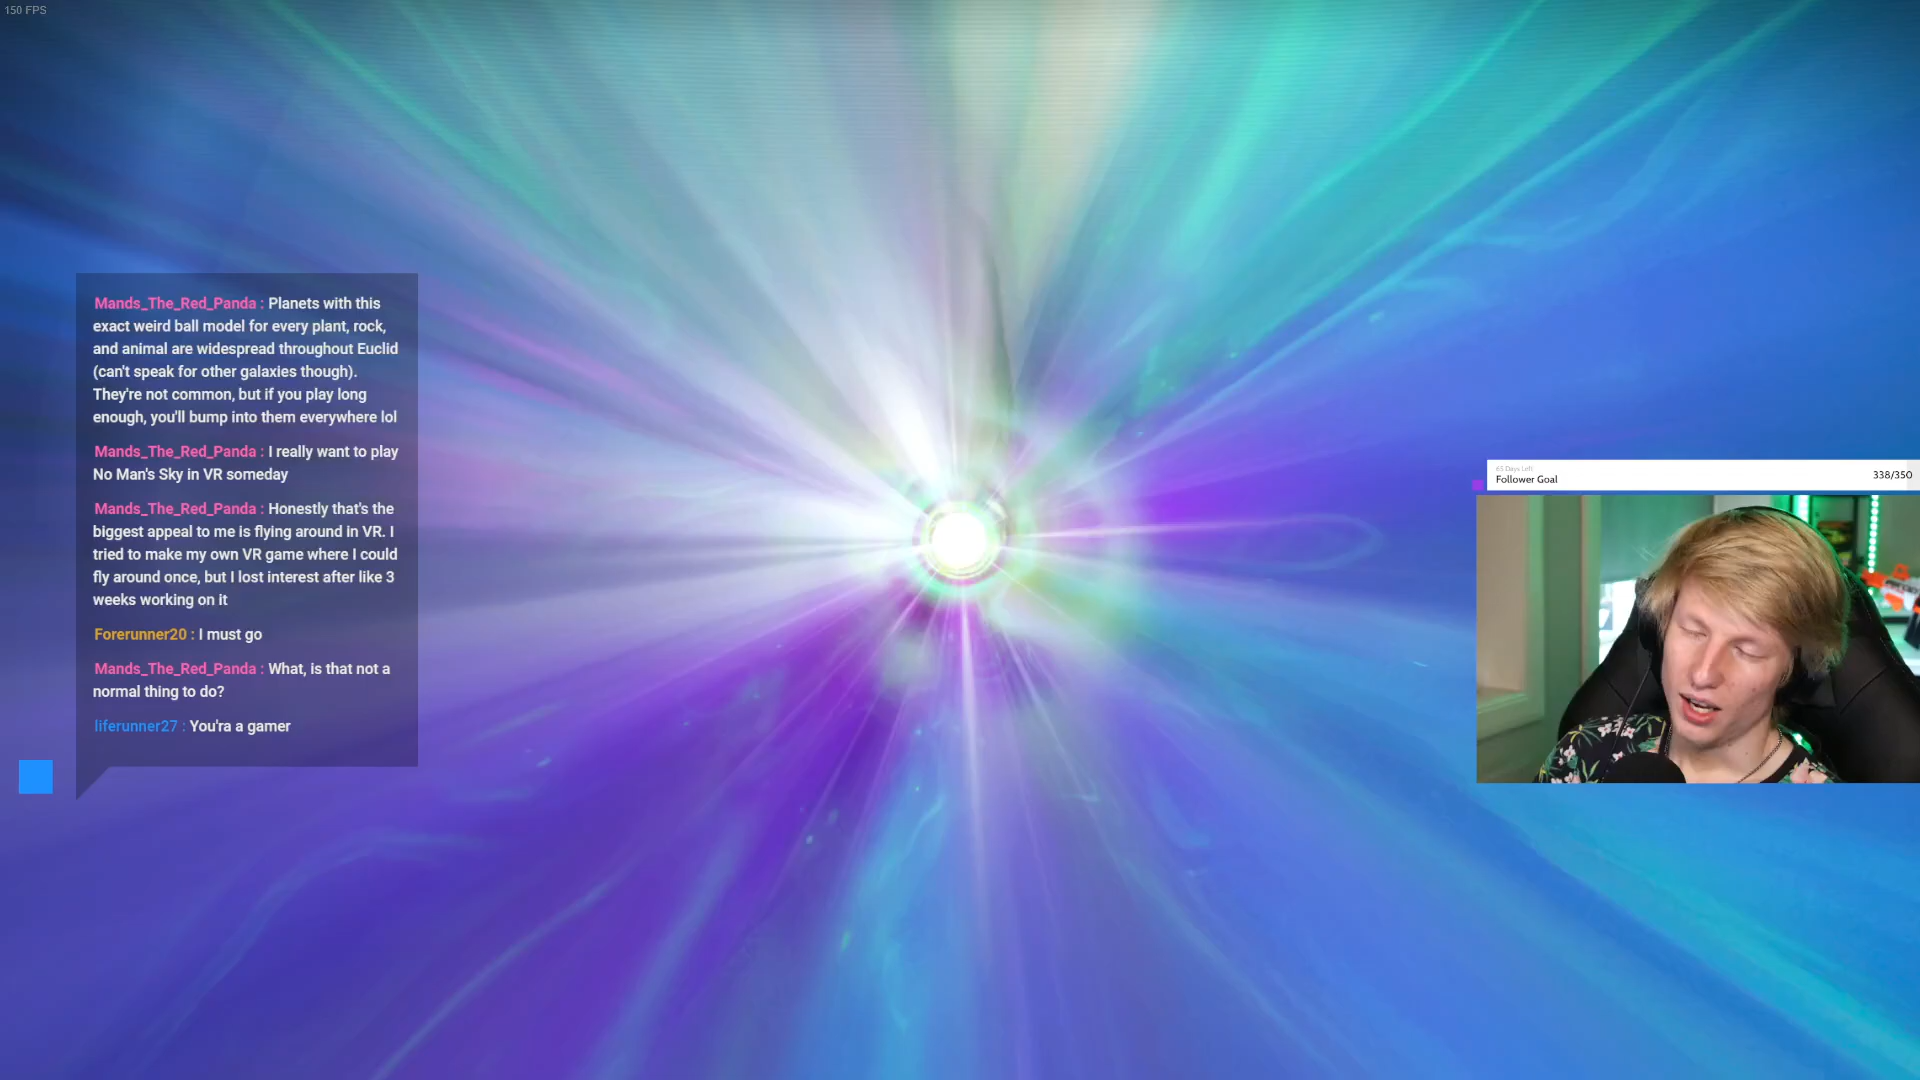 150 FPS
Mands_The_Red_Panda : Planets with this
exact weird ball model for every plant, rock,
and animal are widespread throughout Euclid
(can't speak for other galaxies though).
They're not common, but if you play long
enough, you'll bump into them everywhere lol
Mands_The_Red_Panda : I really want to play
No Man's Sky in VR someday
Mands_The_Red_Panda : Honestly that's the
biggest appeal to me is flying around in VR. I
tried to make my own VR game where I could
fly around once, but I lost interest after like 3
weeks working on it
Forerunner20 : I must go
Mands_The_Red_Panda : What, is that not a
normal thing to do?
liferunner27 : You'ra a gamer
65 Days Left
Follower Goal 338/350